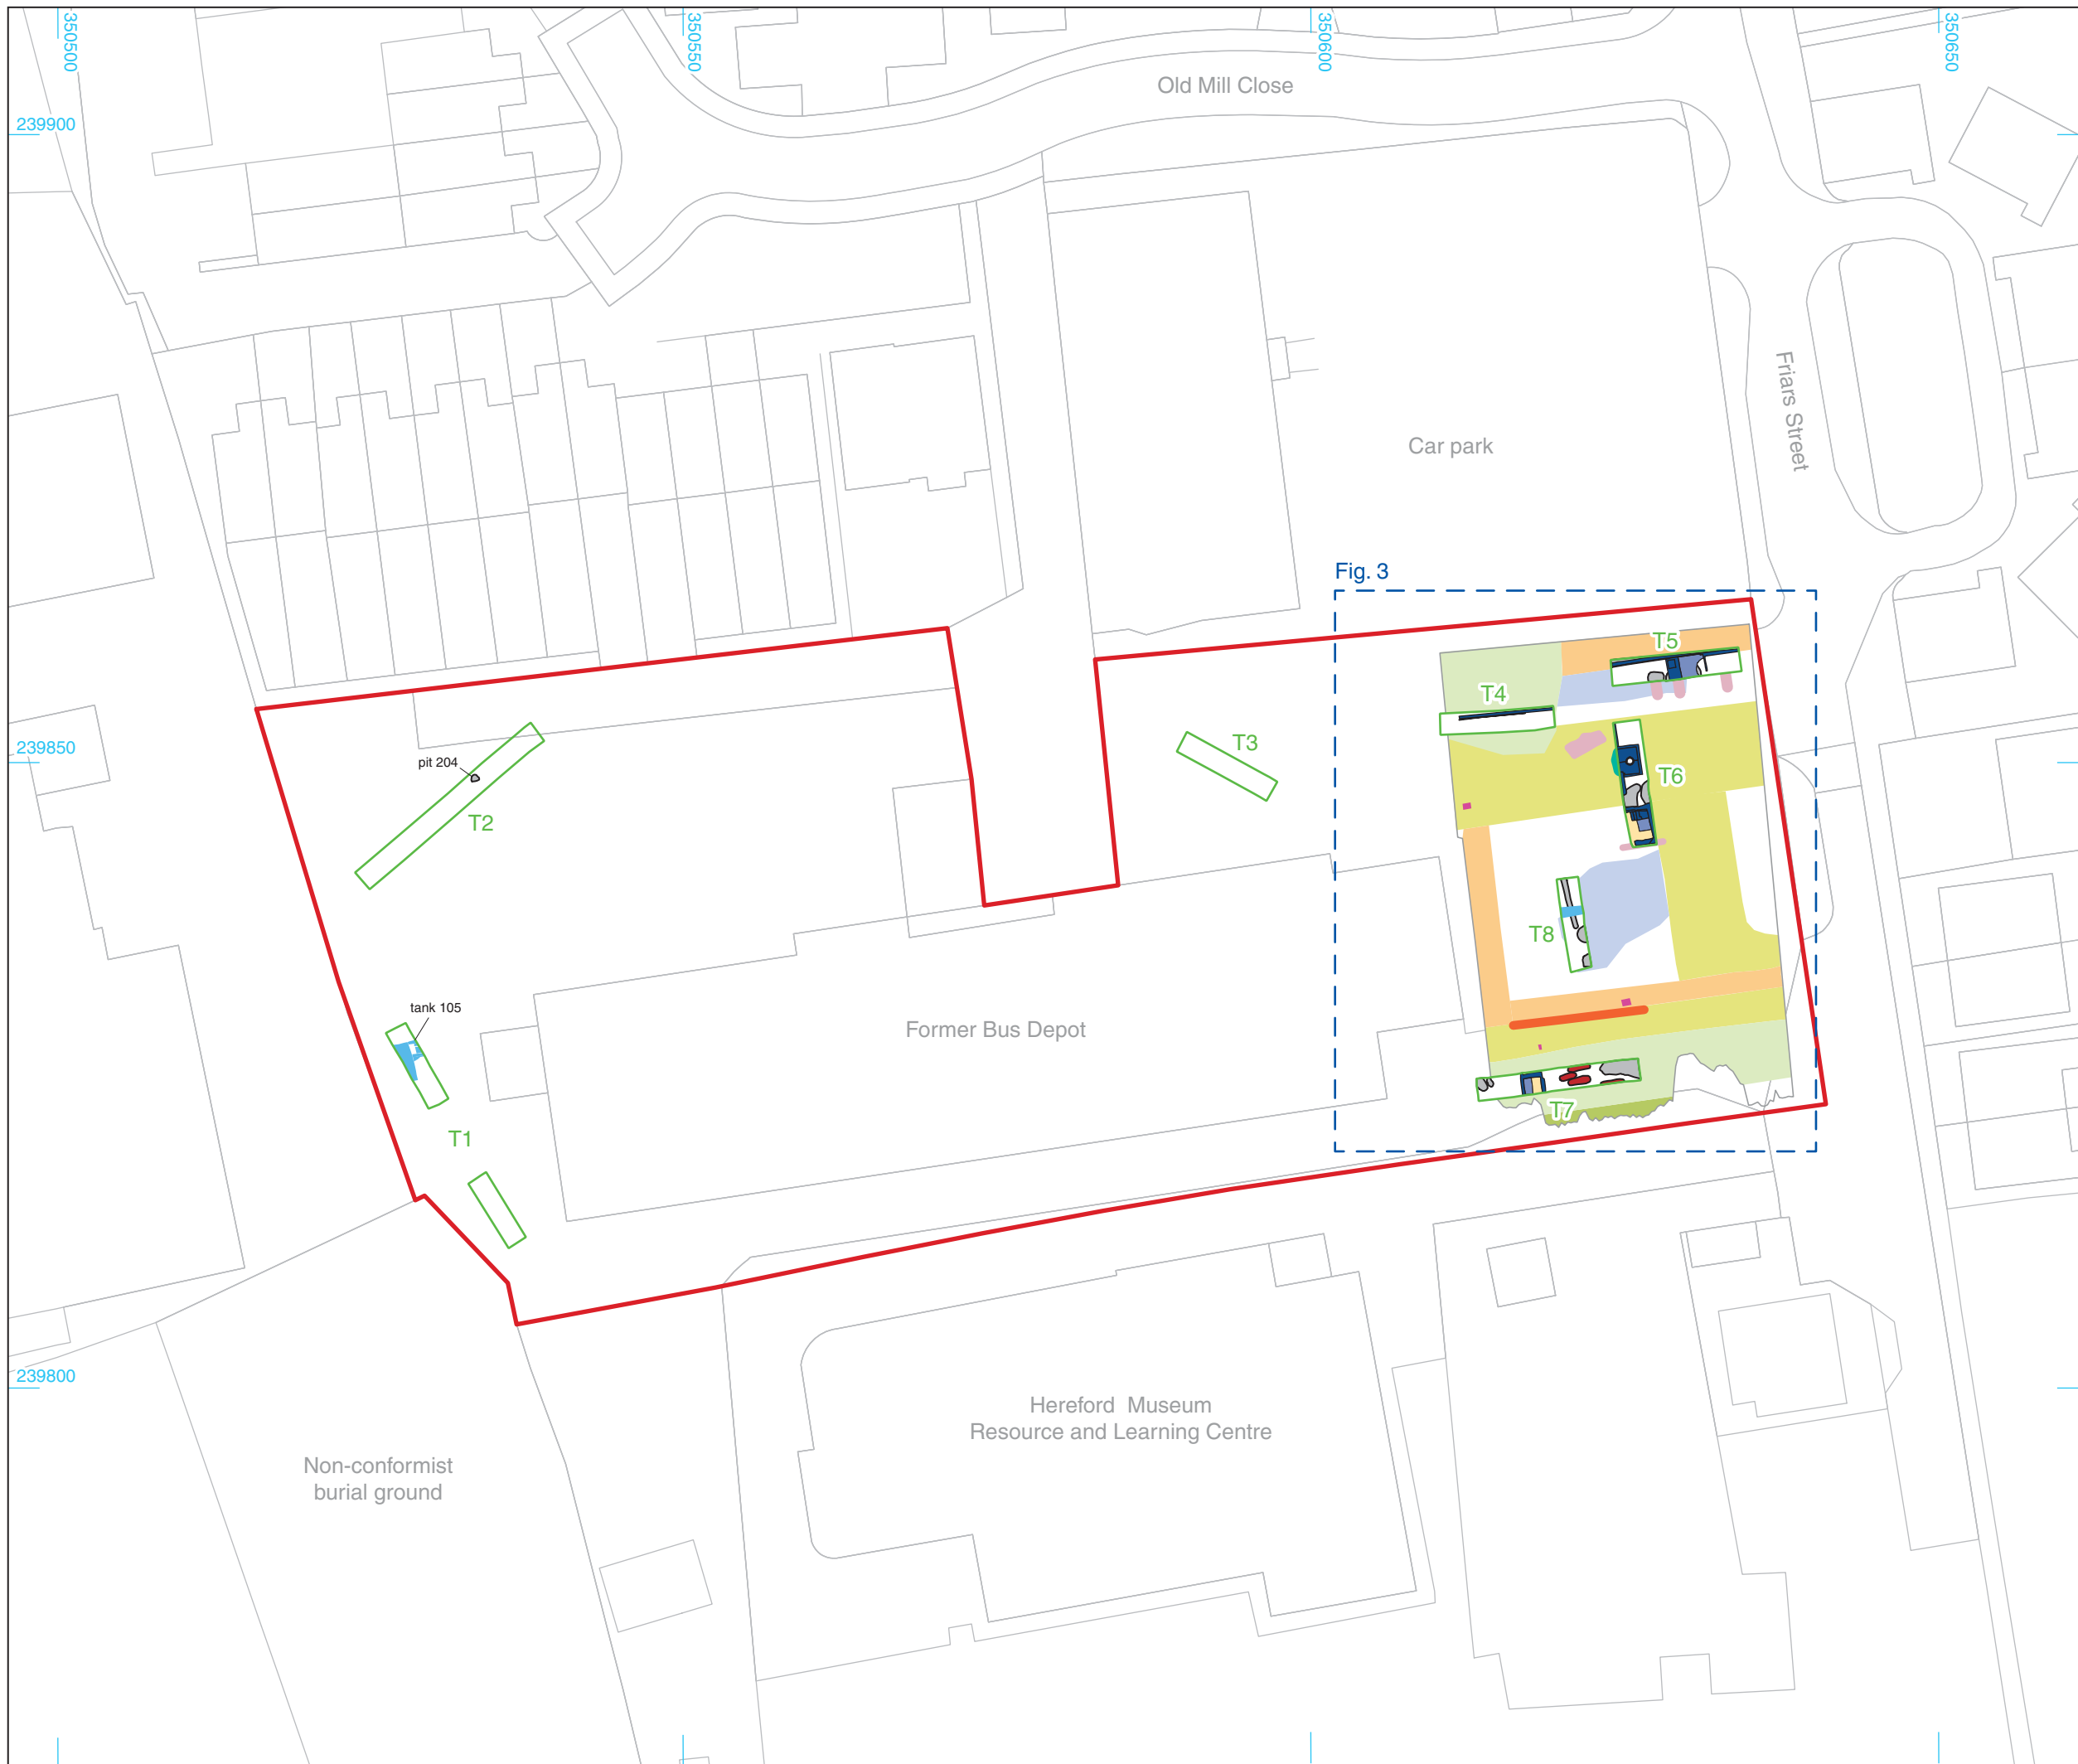 350500
350550
350600
350650
Old Mill Close
239900
Friars Street
Car park
Fig. 3
T5
T4
239850
T3
pit 204
T6
T2
T8
tank 105
Former Bus Depot
T7
T1
239800
Hereford Museum
Resource and Learning Centre
Non-conformist
burial ground